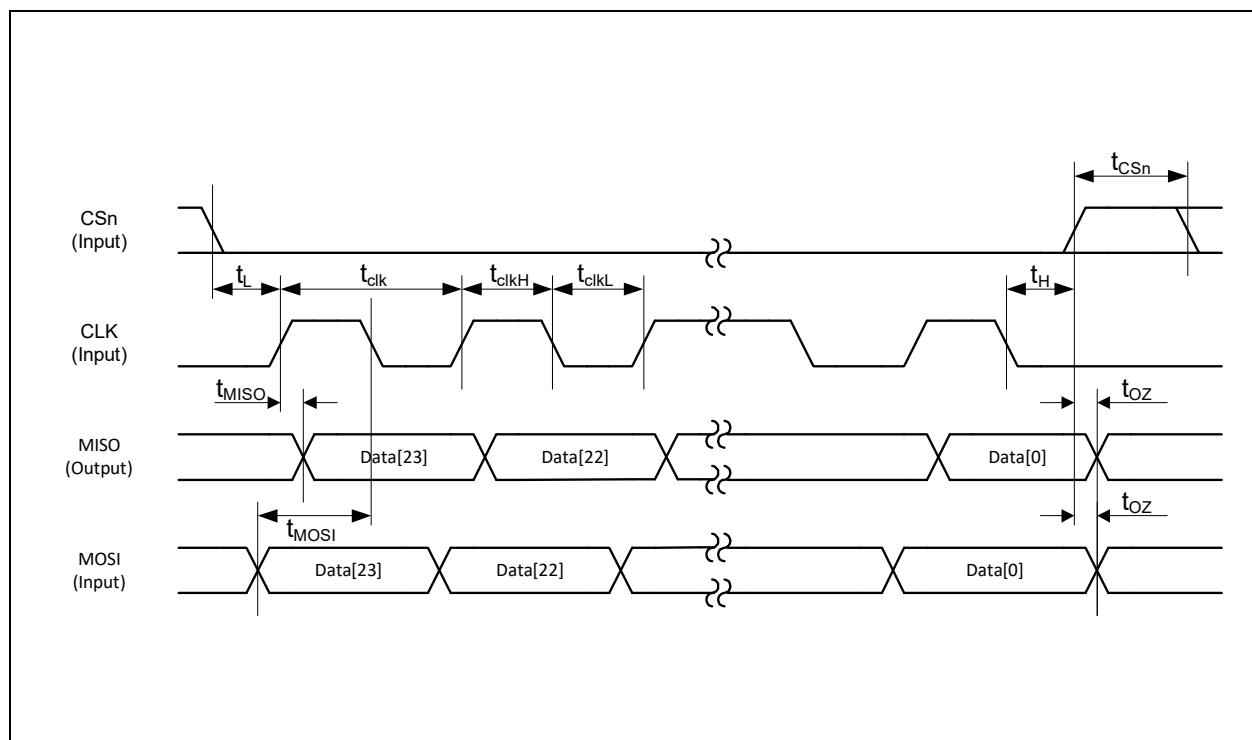 tCSn
CSn
(Input)
tL
tclk
tclkH
tclkL
tH
CLK
(Input)
tMISO
tOZ
MISO
(Output)
Data[23]
Data[22]
Data[0]
tMOSI
tOZ
MOSI
(Input)
Data[23]
Data[22]
Data[0]